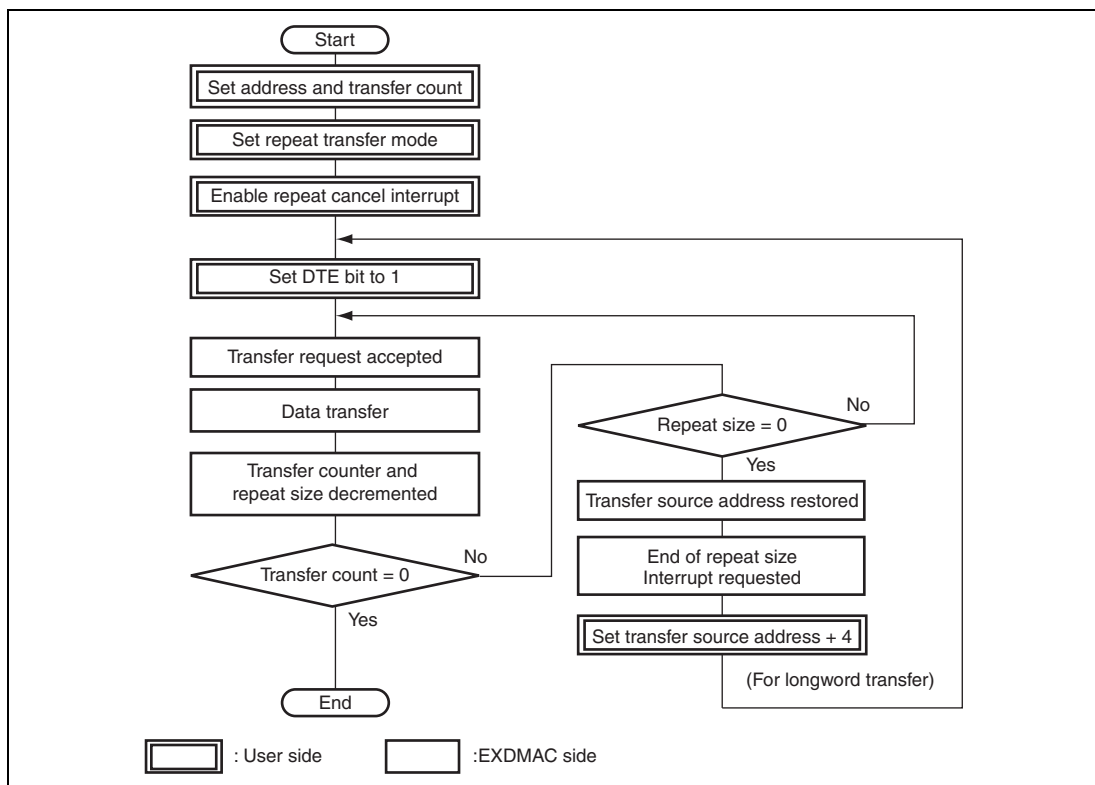 Start
Set address and transfer count
Set repeat transfer mode
Enable repeat cancel interrupt
Set DTE bit to 1
Transfer request accepted
Data transfer
Transfer counter and
repeat size decremented
Transfer count = 0
No
Yes
End
Repeat size = 0
No
Yes
Transfer source address restored
End of repeat size
Interrupt requested
Set transfer source address + 4
(For longword transfer)
: User side
:EXDMAC side